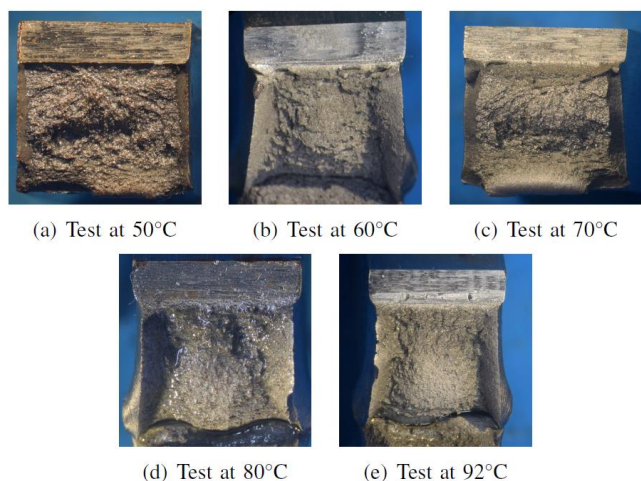 (a) Test at 50°C
(b) Test at 60°C
(c) Test at 70°C
(d) Test at 80°C
(e) Test at 92°C